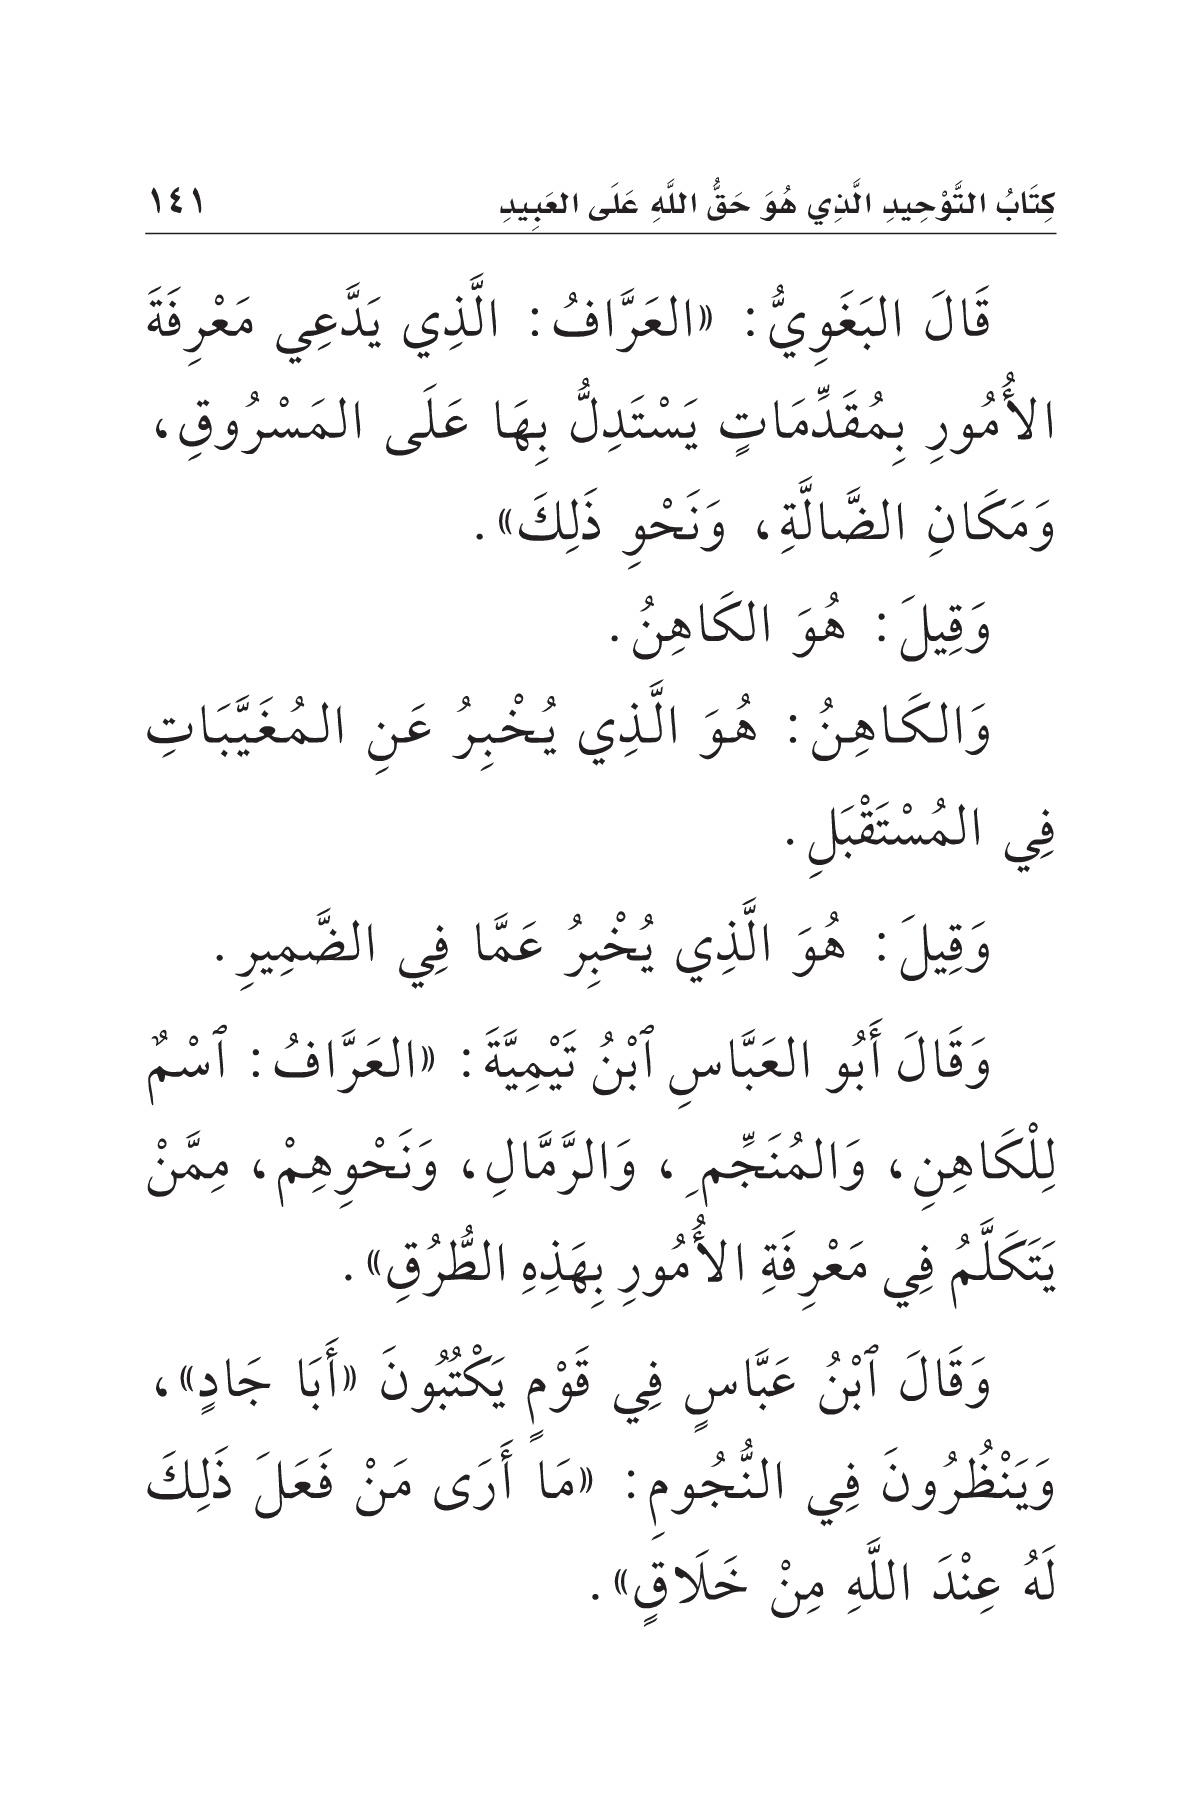 كِتَابُ التَّوْحِيدِ الَّذِي هُوَ حَقُّ اللَّهِ عَلَى العَبِيدِ ١٤١
قَالَ البَغَوِيُّ: «العَرَّافُ: الَّذِي يَدَّعِي مَعْرِفَةَ
الأُمُورِ بِمُقَدِّمَاتٍ يَسْتَدِلُّ بِهَا عَلَى المَسْرُوقِ،
وَمَكَانِ الضَّالَّةِ، وَنَحْوِ ذَلِكَ».
وَقِيلَ: هُوَ الكَاهِنُ.
وَالكَاهِنُ: هُوَ الَّذِي يُخْبِرُ عَنِ المُغَيَّبَاتِ
فِي المُسْتَقْبَلِ.
وَقِيلَ: هُوَ الَّذِي يُخْبِرُ عَمَّا فِي الضَّمِيرِ.
وَقَالَ أَبُو العَبَّاسِ ٱبْنُ تَيْمِيَّةَ: «العَرَّافُ: ٱسْمٌ
لِلْكَاهِنِ، وَالمُنَجِّمِ، وَالرَّمَّالِ، وَنَحْوِهِمْ، مِمَّنْ
يَتَكَلَّمُ فِي مَعْرِفَةِ الأُمُورِ بِهَذِهِ الطُّرُقِ».
وَقَالَ ٱبْنُ عَبَّاسٍ فِي قَوْمٍ يَكْتُبُونَ «أَبَا جَادٍ»،
وَيَنْظُرُونَ فِي النُّجُومِ: «مَا أَرَى مَنْ فَعَلَ ذَلِكَ
لَهُ عِنْدَ اللَّهِ مِنْ خَلَاقٍ».